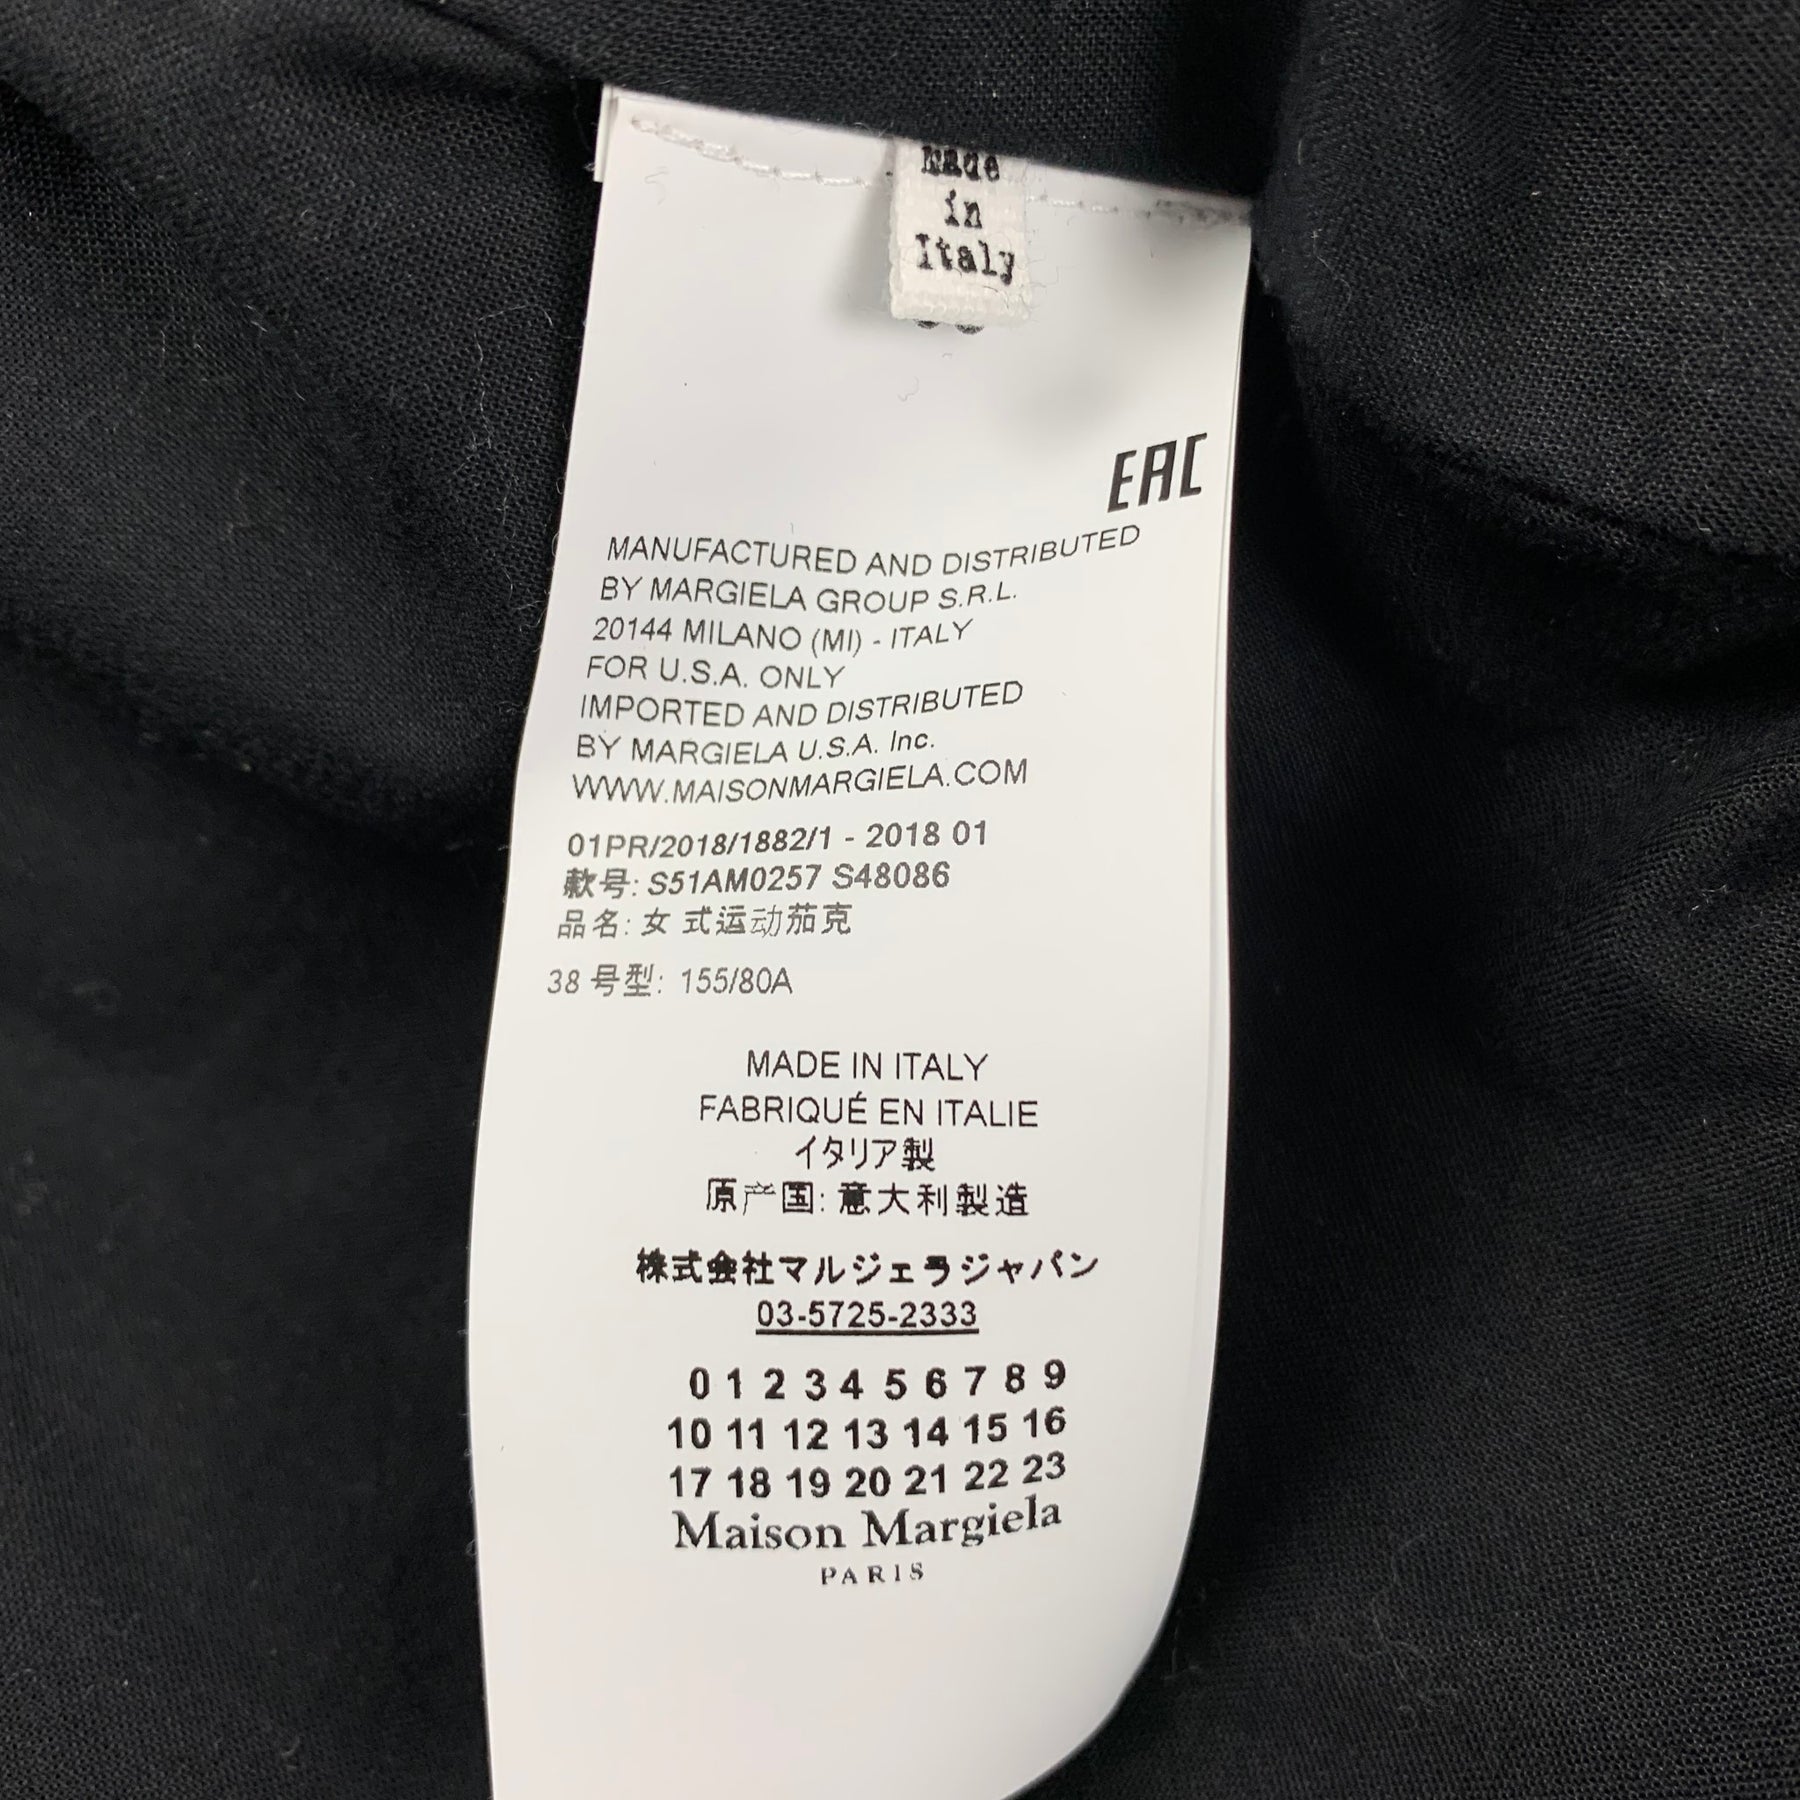 Made
in
Italy
EAC
MANUFACTURED AND DISTRIBUTED
BY MARGIELA GROUP S.R.L.
20144 MILANO (MI) - ITALY
FOR U.S.A. ONLY
IMPORTED AND DISTRIBUTED
BY MARGIELA U.S.A. Inc.
WWW.MAISONMARGIELA.COM
01PR/2018/1882/1 - 2018 01
款号: S51AM0257 S48086
品名: 女 式运动茄克
38 号型: 155/80A
MADE IN ITALY
FABRIQUÉ EN ITALIE
イタリア製
原产国: 意大利製造
株式会社マルジェラジャパン
03-5725-2333
0 1 2 3 4 5 6 7 8 9
10 11 12 13 14 15 16
17 18 19 20 21 22 23
Maison Margiela
PARIS